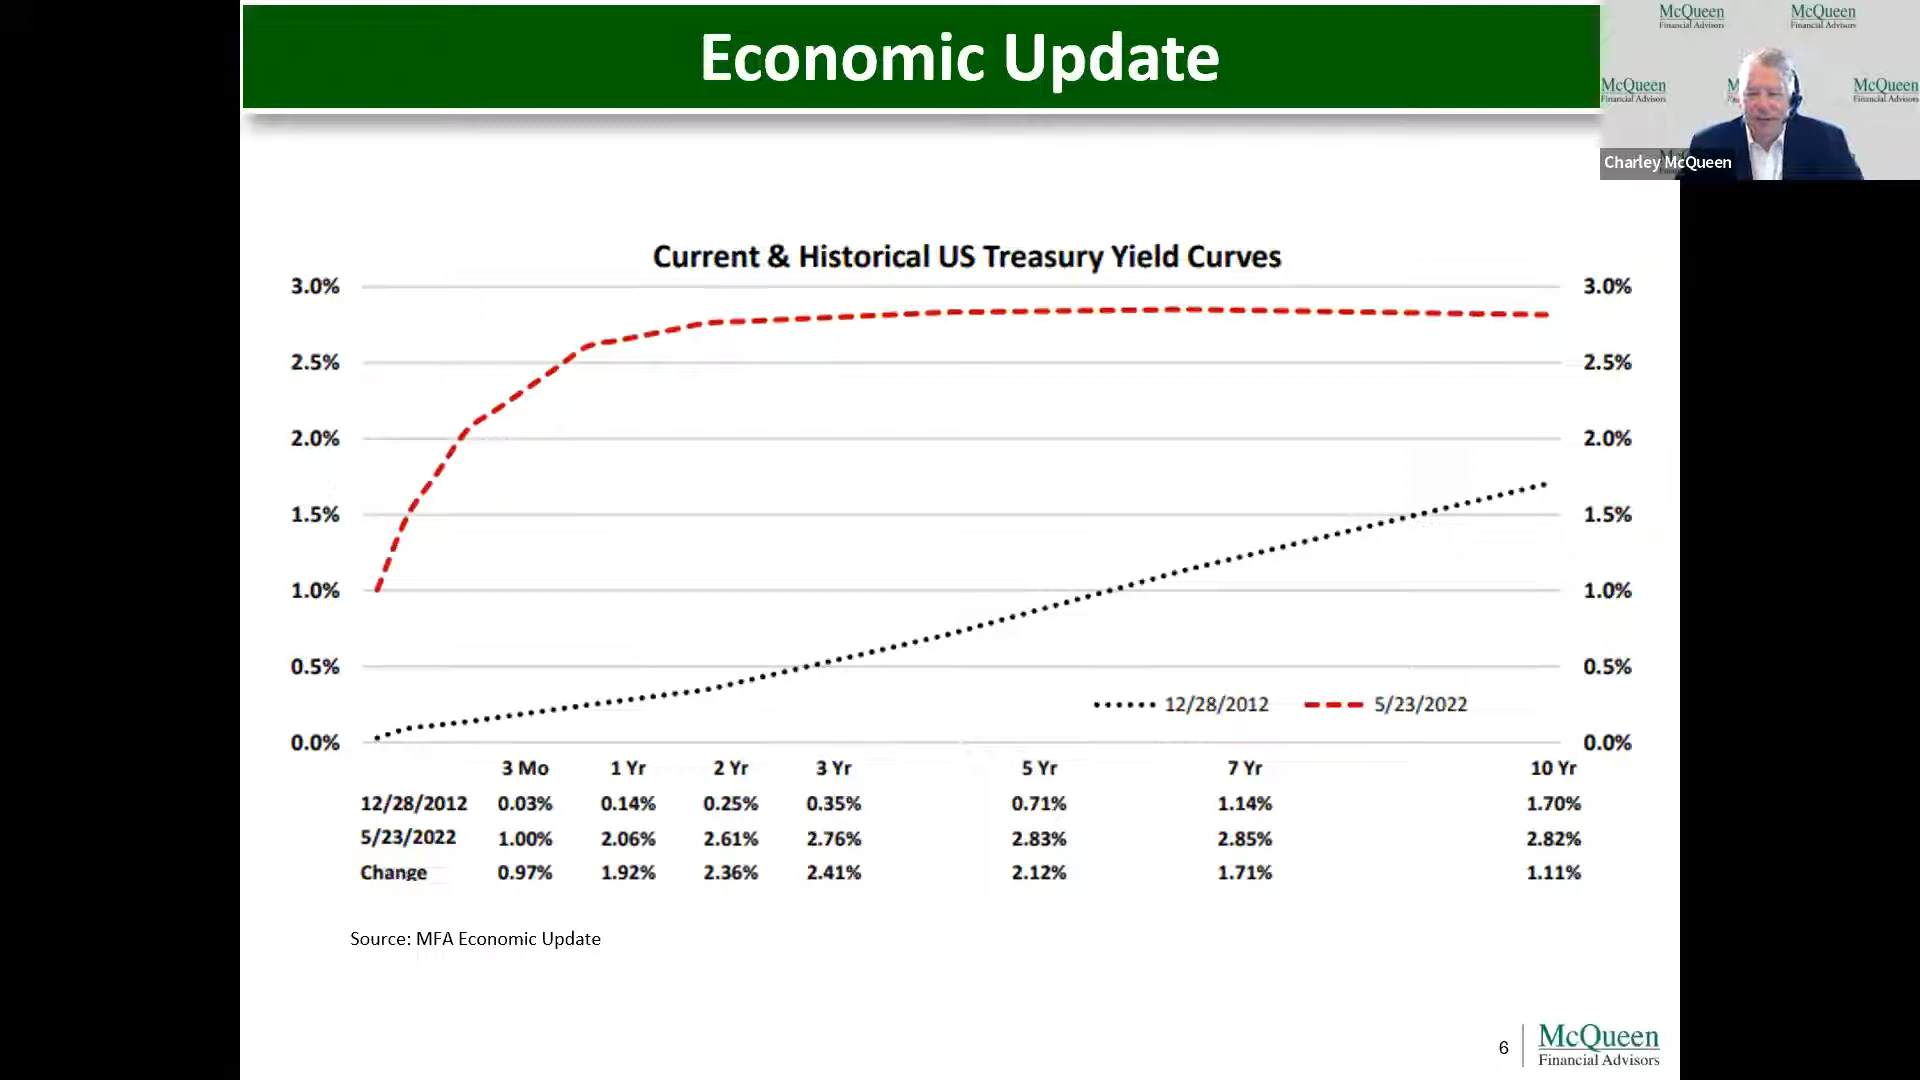 Economic Update
McQueen
Financial Advisors
McQueen
Financial Advisors
McQueen
Financial Advisors
McQueen
Financial Advisors
Charley McQueen
Current & Historical US Treasury Yield Curves
3.0% 3.0%
2.5% 2.5%
2.0% 2.0%
1.5% 1.5%
1.0% 1.0%
0.5% 0.5%
12/28/2012 5/23/2022
0.0% 0.0%
3 Mo 1 Yr 2 Yr 3 Yr 5 Yr 7 Yr 10 Yr
12/28/2012 0.03% 0.14% 0.25% 0.35% 0.71% 1.14% 1.70%
5/23/2022 1.00% 2.06% 2.61% 2.76% 2.83% 2.85% 2.82%
Change 0.97% 1.92% 2.36% 2.41% 2.12% 1.71% 1.11%
Source: MFA Economic Update
6
McQueen
Financial Advisors